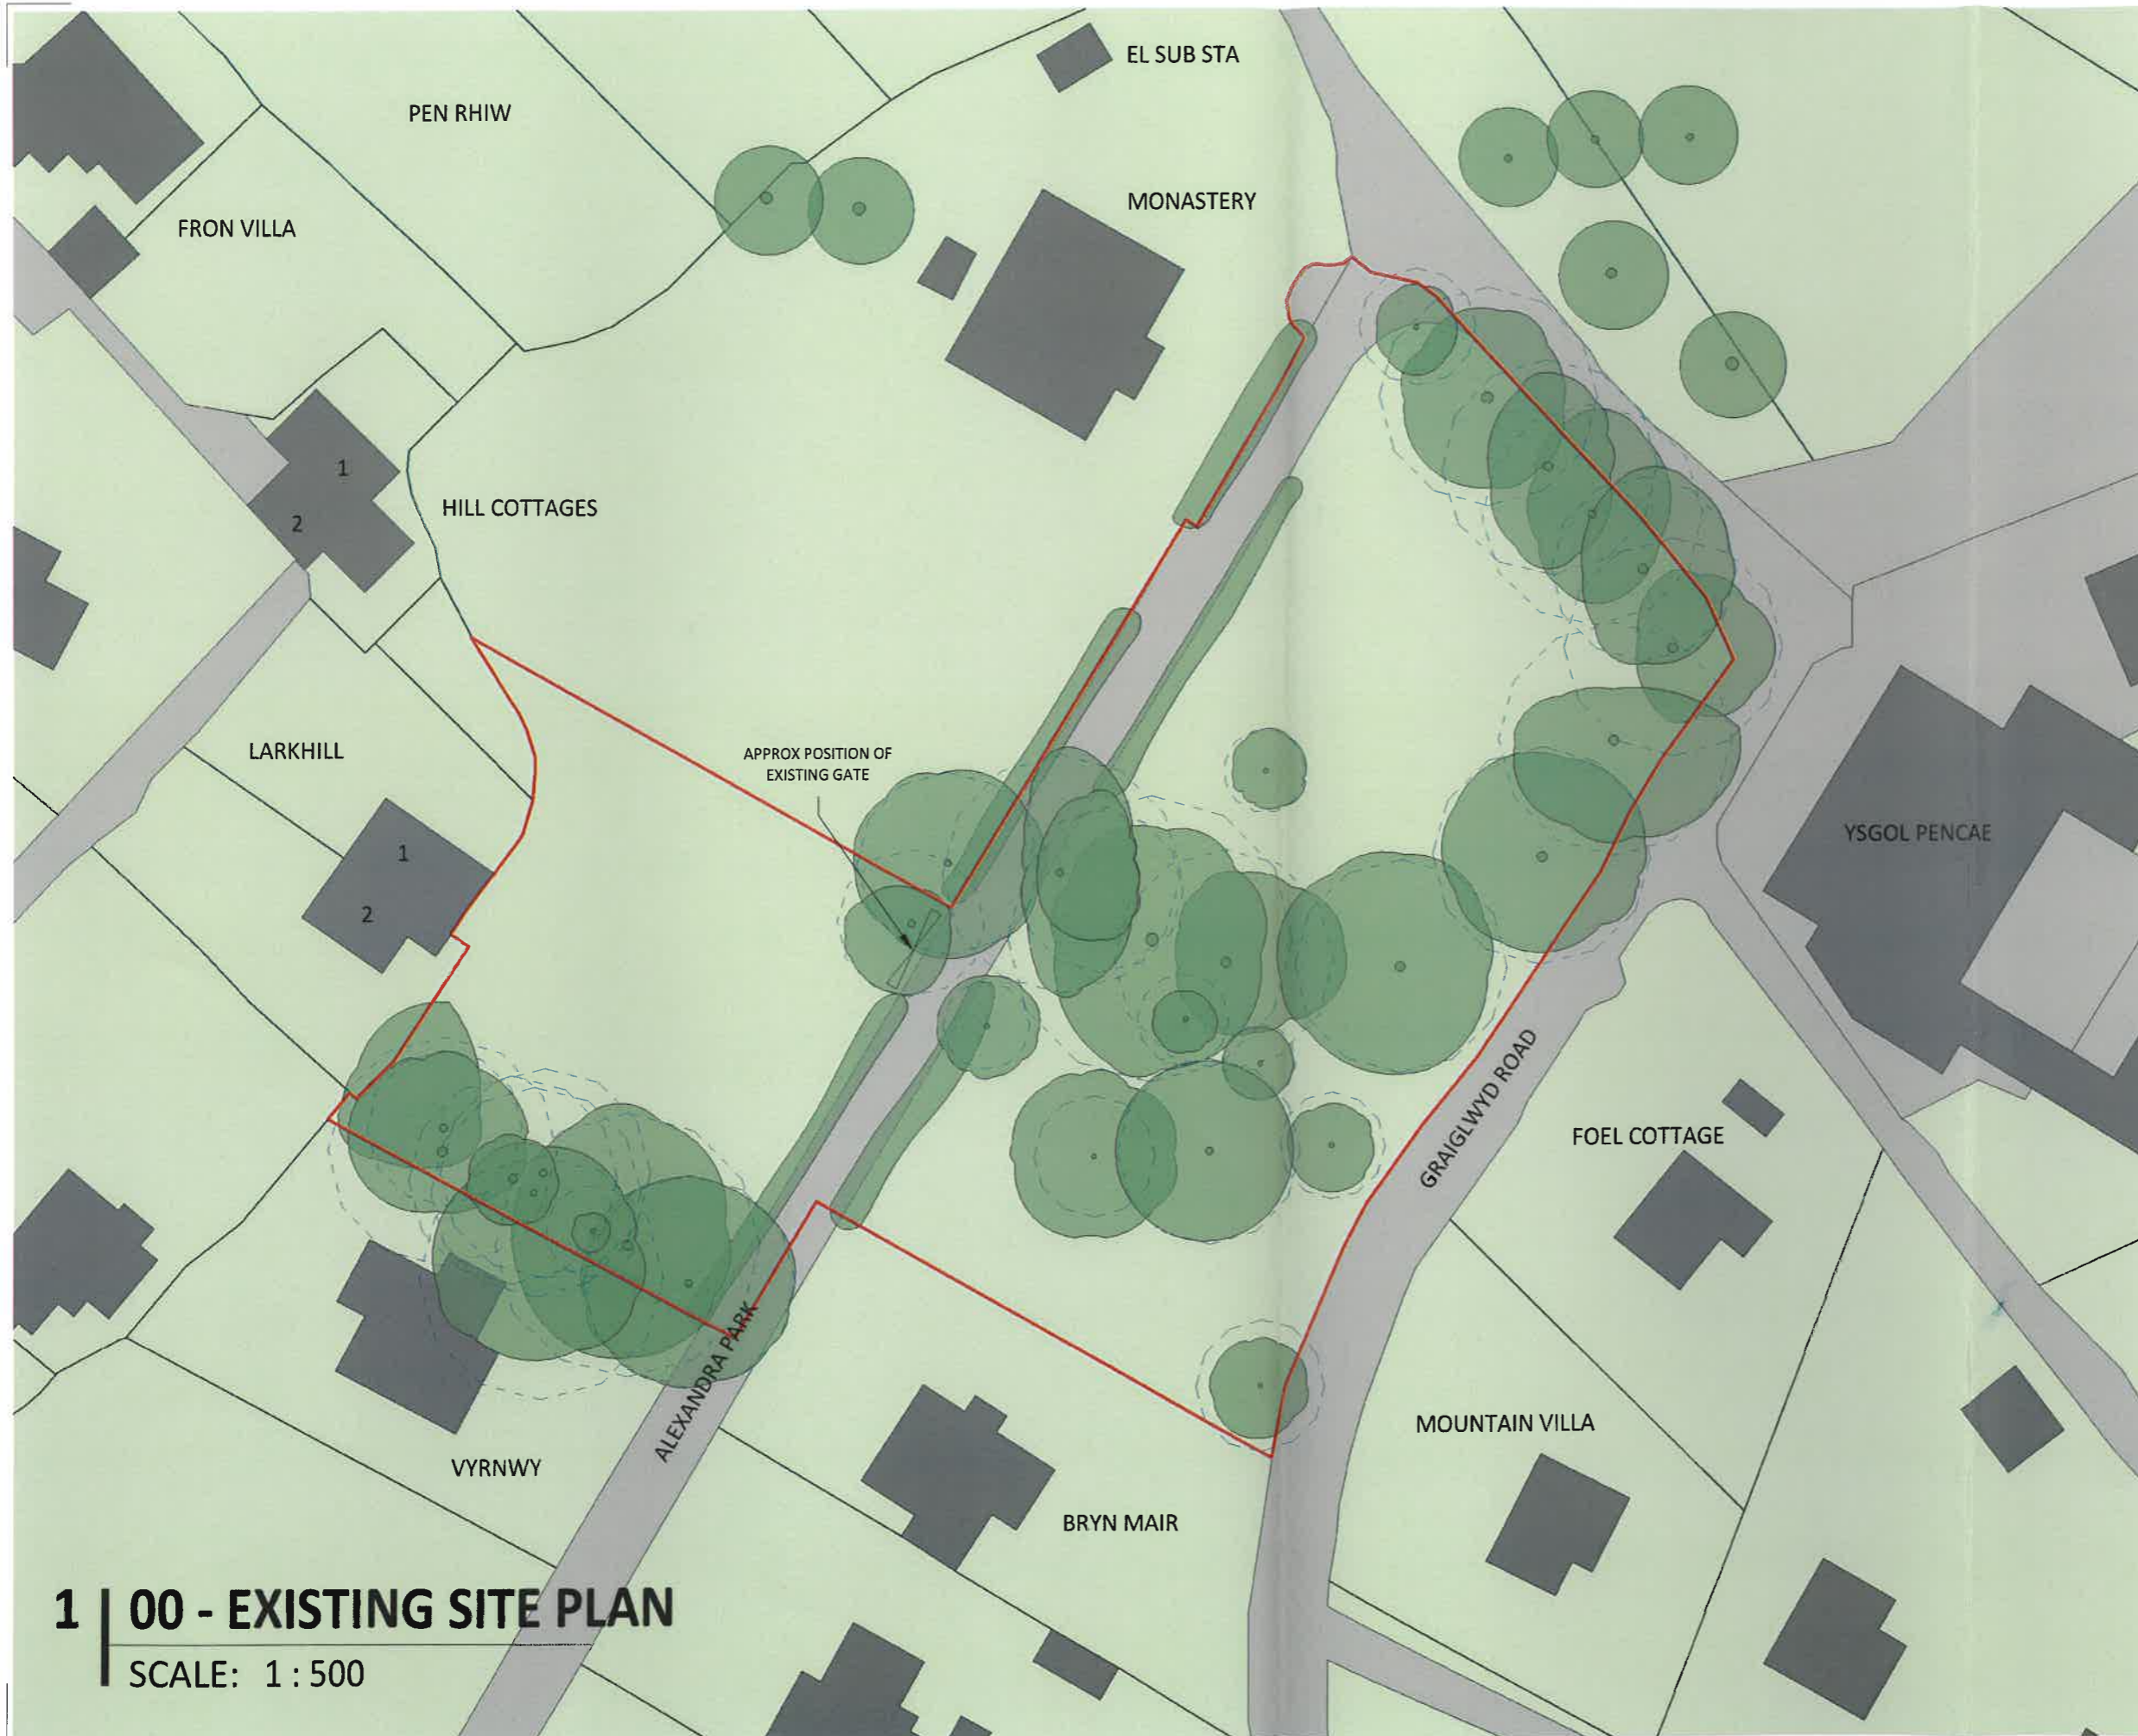 EL SUB STA
PEN RHIW
MONASTERY
FRON VILLA
1
2
HILL COTTAGES
LARKHILL
APPROX POSITION OF
EXISTING GATE
1
2
YSGOL PENCAE
GRAIGLWYD ROAD
FOEL COTTAGE
ALEXANDRA PARK
MOUNTAIN VILLA
VYRNWY
BRYN MAIR
1 00 - EXISTING SITE PLAN
SCALE: 1 : 500